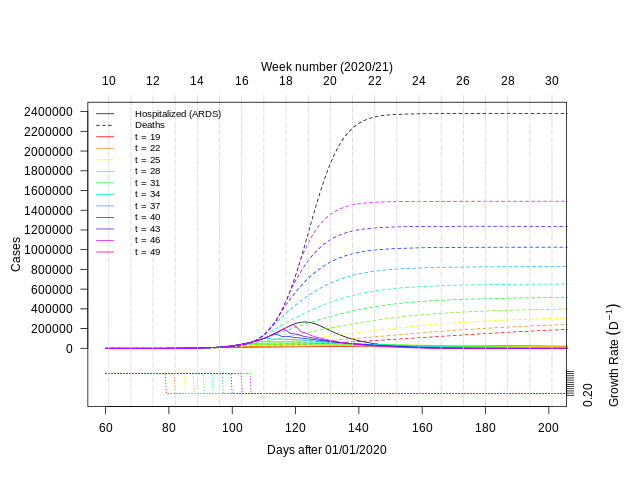 Week number (2020/21)
10 12 14 16 18 20 22 24 26 28 30
2400000
2200000
2000000
1800000
1600000
1400000
1200000
1000000
800000
600000
400000
200000
0
Cases
Hospitalized (ARDS)
Deaths
t = 19
t = 22
t = 25
t = 28
t = 31
t = 34
t = 37
t = 40
t = 43
t = 46
t = 49
0.20
Growth Rate (D⁻¹)
60 80 100 120 140 160 180 200
Days after 01/01/2020